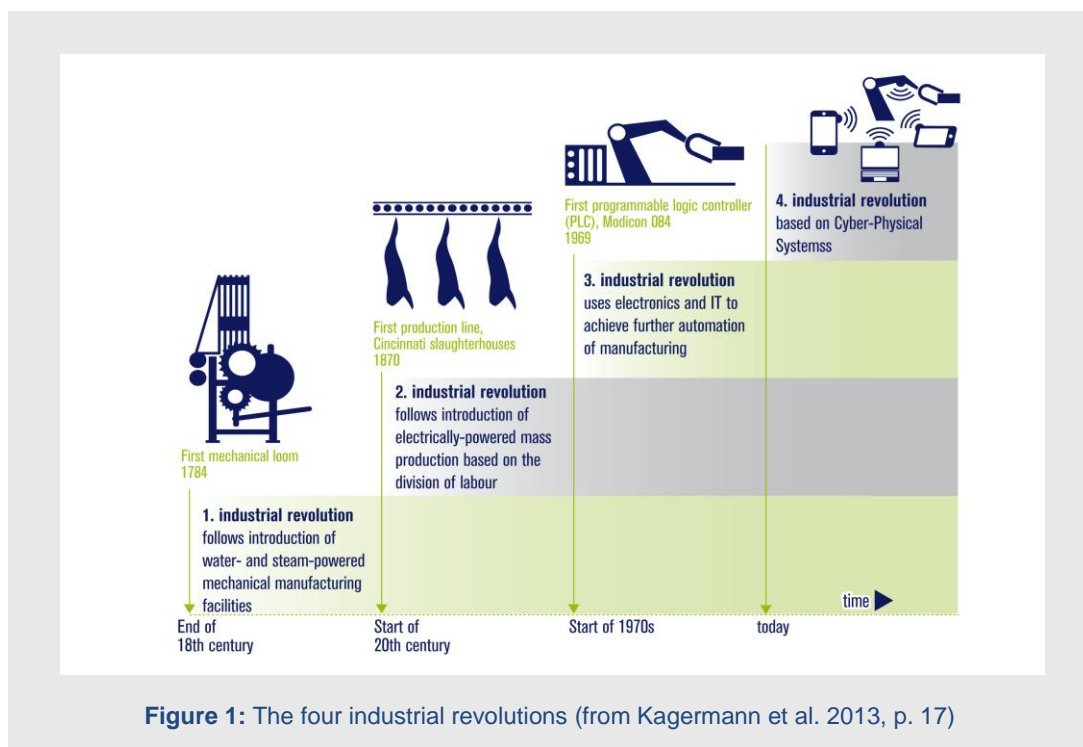 First mechanical loom
1784
1. industrial revolution
follows introduction of
water- and steam-powered
mechanical manufacturing
facilities
End of
18th century
First production line,
Cincinnati slaughterhouses
1870
2. industrial revolution
follows introduction of
electrically-powered mass
production based on the
division of labour
Start of
20th century
First programmable logic controller
(PLC), Modicon 084
1969
3. industrial revolution
uses electronics and IT to
achieve further automation
of manufacturing
Start of 1970s
4. industrial revolution
based on Cyber-Physical
Systemss
today
time
Figure 1: The four industrial revolutions (from Kagermann et al. 2013, p. 17)